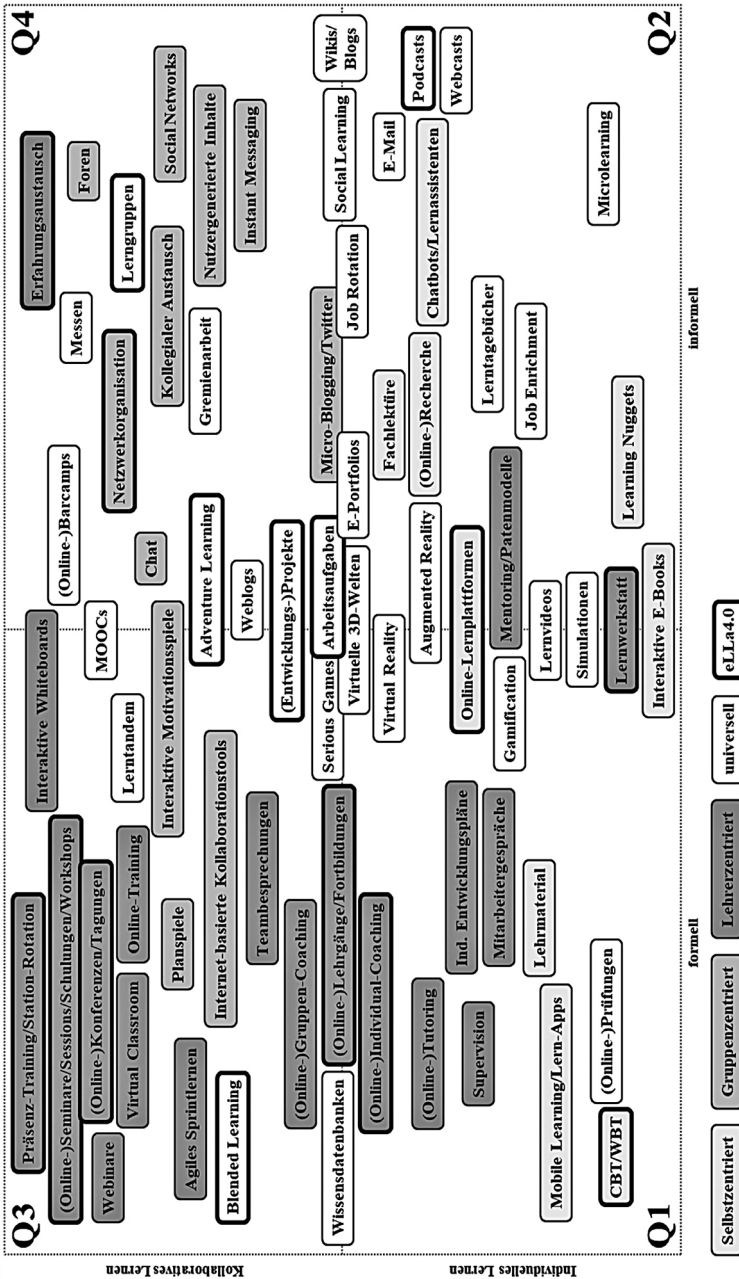 Q3
Q4
Präsenz-Training/Station-Rotation
Interaktive Whiteboards
Erfahrungsaustausch
(Online-)Seminare/Sessions/Schulungen/Workshops
(Online-)Barcamps
Messen
Foren
Webinare
(Online-)Konferenzen/Tagungen
MOOCs
Netzwerkorganisation
Lerngruppen
Virtual Classroom
Online-Training
Lerntandem
Chat
Kollegialer Austausch
Social Networks
Planspiele
Interaktive Motivationsspiele
Agiles Sprintlernen
Adventure Learning
Gremienarbeit
Nutzergenerierte Inhalte
Internet-basierte Kollaborationstools
Blended Learning
Weblogs
Instant Messaging
Teambesprechungen
(Entwicklungs-)Projekte
(Online-)Gruppen-Coaching
Serious Games
Arbeitsaufgaben
Micro-Blogging/Twitter
Wikis/
Blogs
Wissensdatenbanken
(Online-)Lehrgänge/Fortbildungen
Virtuelle 3D-Welten
E-Portfolios
Job Rotation
Social Learning
(Online-)Individual-Coaching
Virtual Reality
Fachlektüre
E-Mail
Podcasts
(Online-)Tutoring
Augmented Reality
(Online-)Recherche
Chatbots/Lernassistenten
Webcasts
Ind. Entwicklungspläne
Online-Lernplattformen
Supervision
Mitarbeitergespräche
Gamification
Mentoring/Patenmodelle
Lerntagebücher
Lehrmaterial
Lernvideos
Job Enrichment
Mobile Learning/Lern-Apps
Simulationen
(Online-)Prüfungen
CBT/WBT
Lernwerkstatt
Learning Nuggets
Microlearning
Interaktive E-Books
Q1
Q2
Kollaboratives Lernen
Individuelles Lernen
formell
informell
Selbstzentriert
Gruppenzentriert
Lehrerzentriert
universell
eLLa4.0